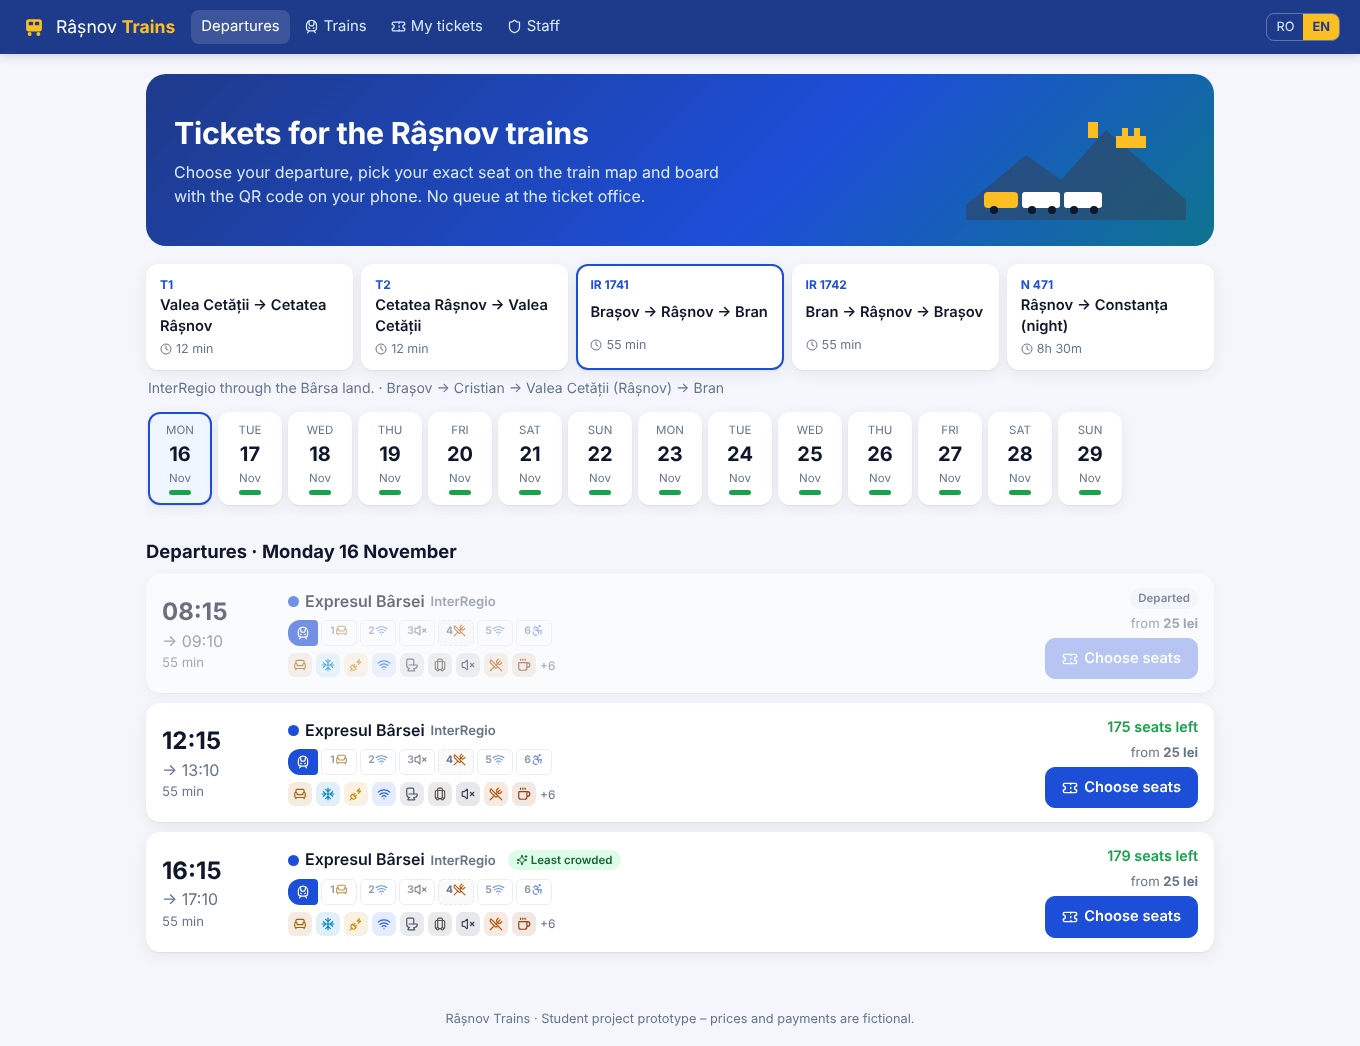 Râșnov Trains
Departures
Trains
My tickets
Staff
RO
EN
Tickets for the Râșnov trains
Choose your departure, pick your exact seat on the train map and board
with the QR code on your phone. No queue at the ticket office.
T1
Valea Cetății → Cetatea
Râșnov
12 min
T2
Cetatea Râșnov → Valea
Cetății
12 min
IR 1741
Brașov → Râșnov → Bran
55 min
IR 1742
Bran → Râșnov → Brașov
55 min
N 471
Râșnov → Constanța
(night)
8h 30m
InterRegio through the Bârsa land. · Brașov → Cristian → Valea Cetății (Râșnov) → Bran
MON
16
Nov
TUE
17
Nov
WED
18
Nov
THU
19
Nov
FRI
20
Nov
SAT
21
Nov
SUN
22
Nov
MON
23
Nov
TUE
24
Nov
WED
25
Nov
THU
26
Nov
FRI
27
Nov
SAT
28
Nov
SUN
29
Nov
Departures · Monday 16 November
08:15
→ 09:10
55 min
Expresul Bârsei InterRegio
1 2 3 4 5 6
+6
Departed
from 25 lei
Choose seats
12:15
→ 13:10
55 min
Expresul Bârsei InterRegio
1 2 3 4 5 6
+6
175 seats left
from 25 lei
Choose seats
16:15
→ 17:10
55 min
Expresul Bârsei InterRegio Least crowded
1 2 3 4 5 6
+6
179 seats left
from 25 lei
Choose seats
Râșnov Trains · Student project prototype – prices and payments are fictional.